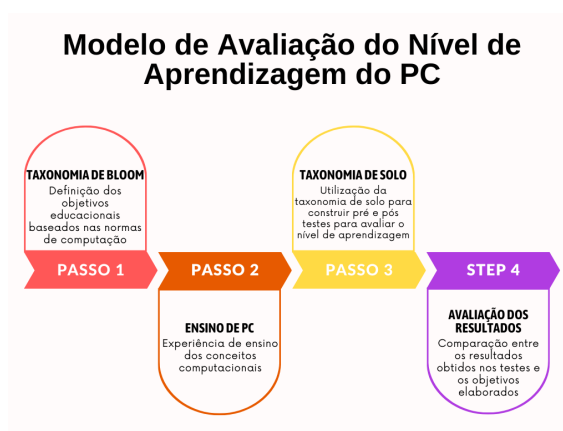 Modelo de Avaliação do Nível de
Aprendizagem do PC
TAXONOMIA DE BLOOM
Definição dos
objetivos
educacionais
baseados nas normas
de computação
PASSO 1
PASSO 2
ENSINO DE PC
Experiência de ensino
dos conceitos
computacionais
TAXONOMIA DE SOLO
Utilização da
taxonomia de solo para
construir pré e pós
testes para avaliar o
nível de aprendizagem
PASSO 3
STEP 4
AVALIAÇÃO DOS
RESULTADOS
Comparação entre
os resultados
obtidos nos testes e
os objetivos
elaborados